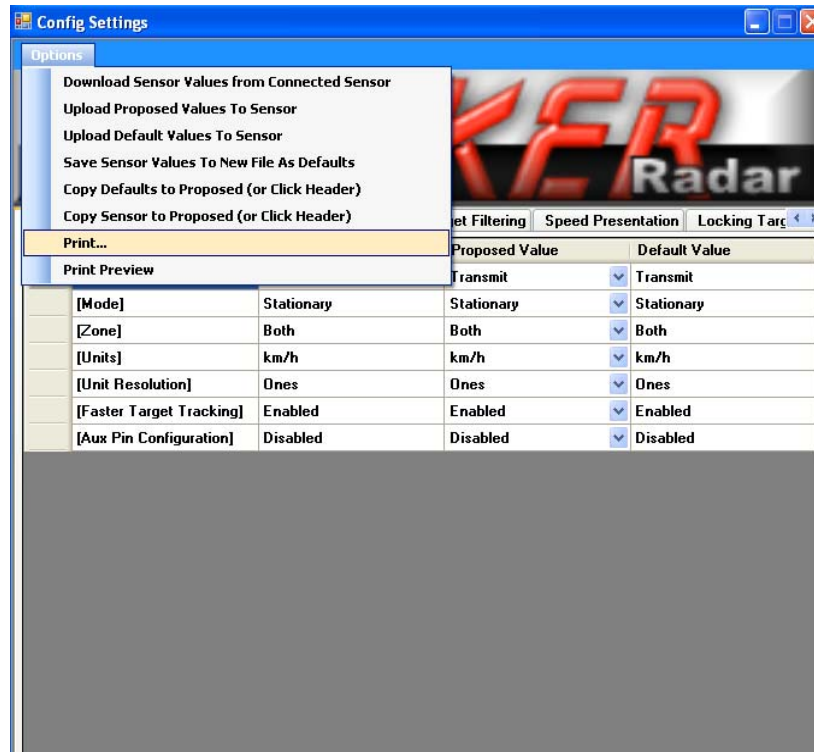 Config Settings
Options
Download Sensor Values from Connected Sensor
Upload Proposed Values To Sensor
Upload Default Values To Sensor
Save Sensor Values To New File As Defaults
Copy Defaults to Proposed (or Click Header)
Copy Sensor to Proposed (or Click Header)
Print...
Print Preview
Radar
Filtering Speed Presentation Locking
Proposed Value Default Value
Transmit Transmit
[Mode] Stationary Stationary Stationary
[Zone] Both Both Both
[Units] km/h km/h km/h
[Unit Resolution] Ones Ones Ones
[Faster Target Tracking] Enabled Enabled Enabled
[Aux Pin Configuration] Disabled Disabled Disabled